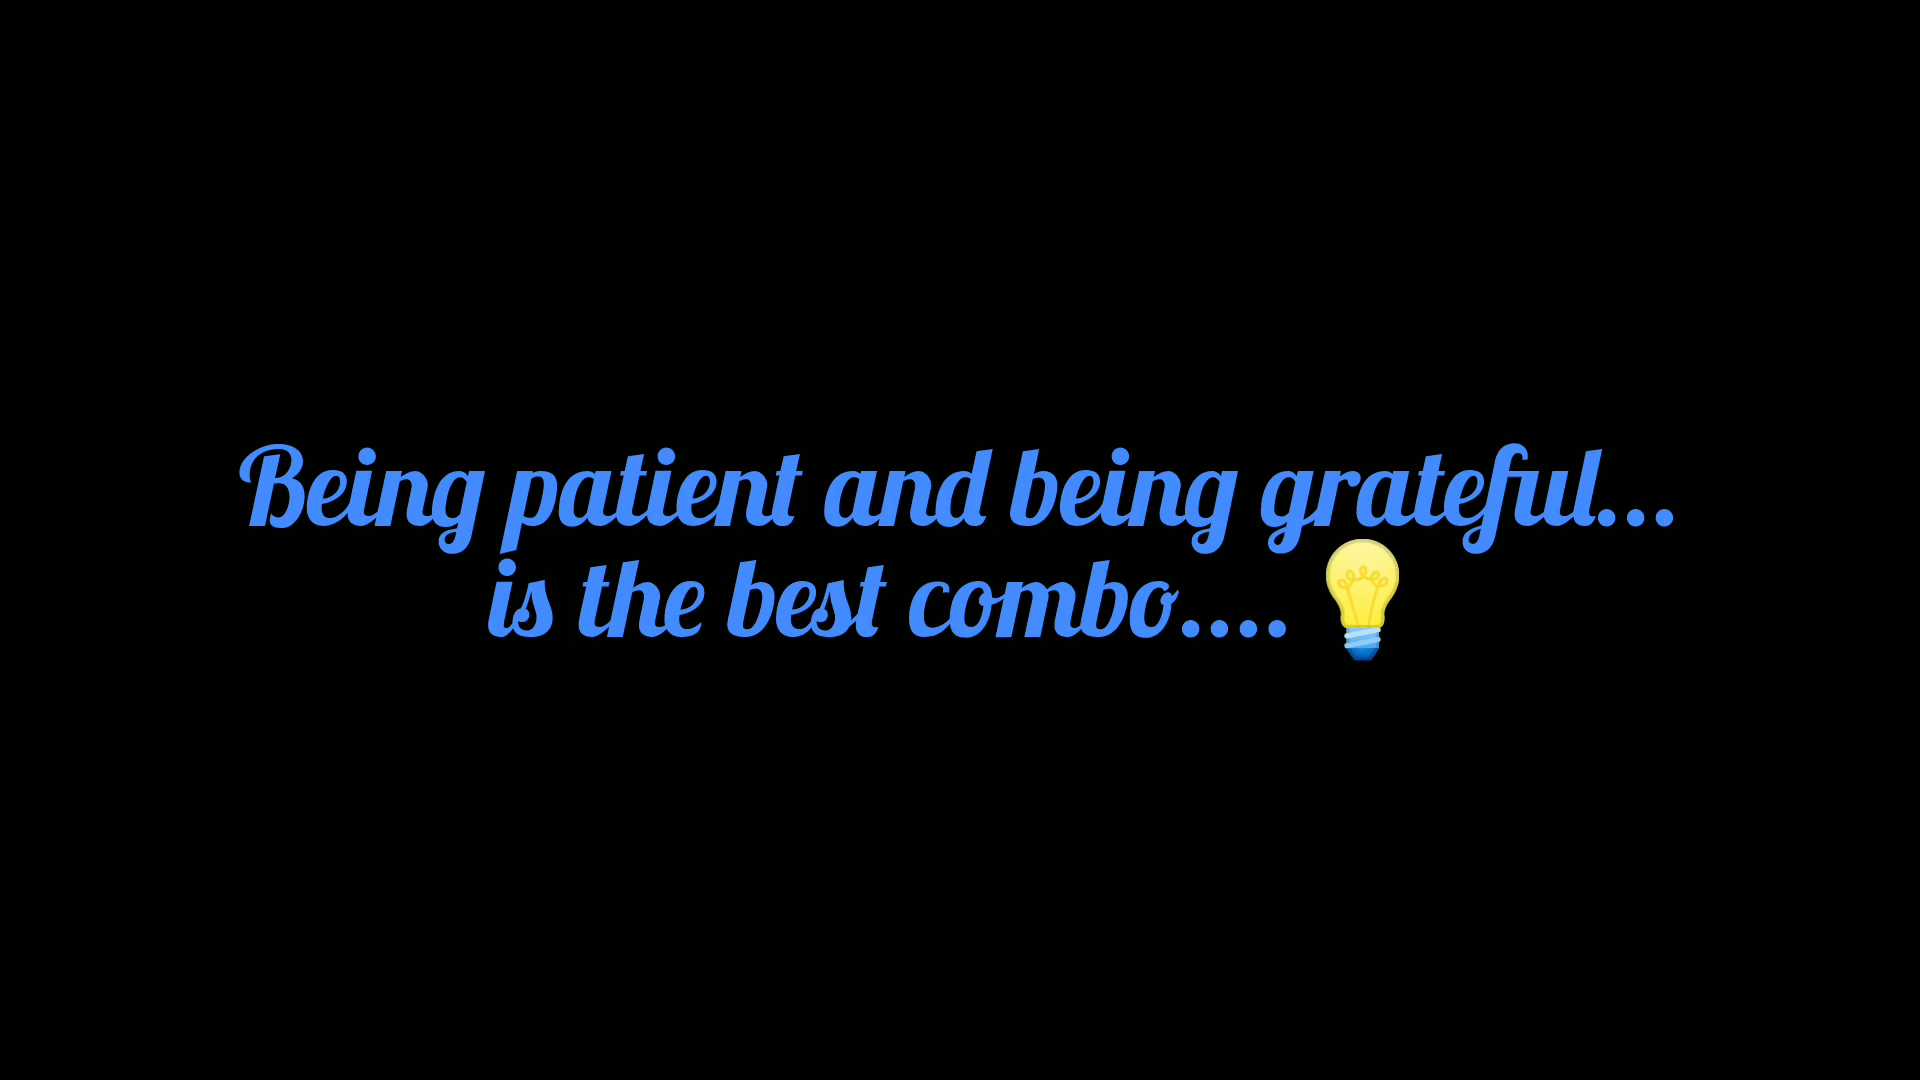 Being patient and being grateful...
is the best combo....💡